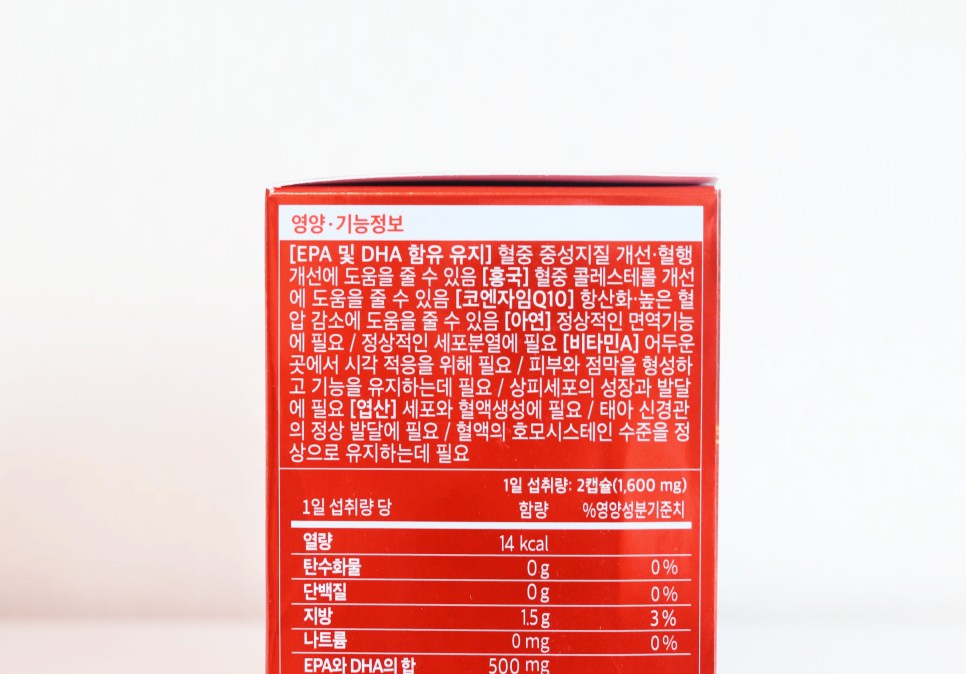 영양·기능정보
[EPA 및 DHA 함유 유지] 혈중 중성지질 개선·혈행
개선에 도움을 줄 수 있음 [홍국] 혈중 콜레스테롤 개선
에 도움을 줄 수 있음 [코엔자임Q10] 항산화·높은 혈
압 감소에 도움을 줄 수 있음 [아연] 정상적인 면역기능
에 필요 / 정상적인 세포분열에 필요 [비타민A] 어두운
곳에서 시각 적응을 위해 필요 / 피부와 점막을 형성하
고 기능을 유지하는데 필요 / 상피세포의 성장과 발달
에 필요 [엽산] 세포와 혈액생성에 필요 / 태아 신경관
의 정상 발달에 필요 / 혈액의 호모시스테인 수준을 정
상으로 유지하는데 필요
1일 섭취량: 2캡슐(1,600 mg)
1일 섭취량 당 함량 %영양성분기준치
열량 14 kcal
탄수화물 0 g 0 %
단백질 0 g 0 %
지방 1.5 g 3 %
나트륨 0 mg 0 %
EPA와 DHA의 합 500 mg